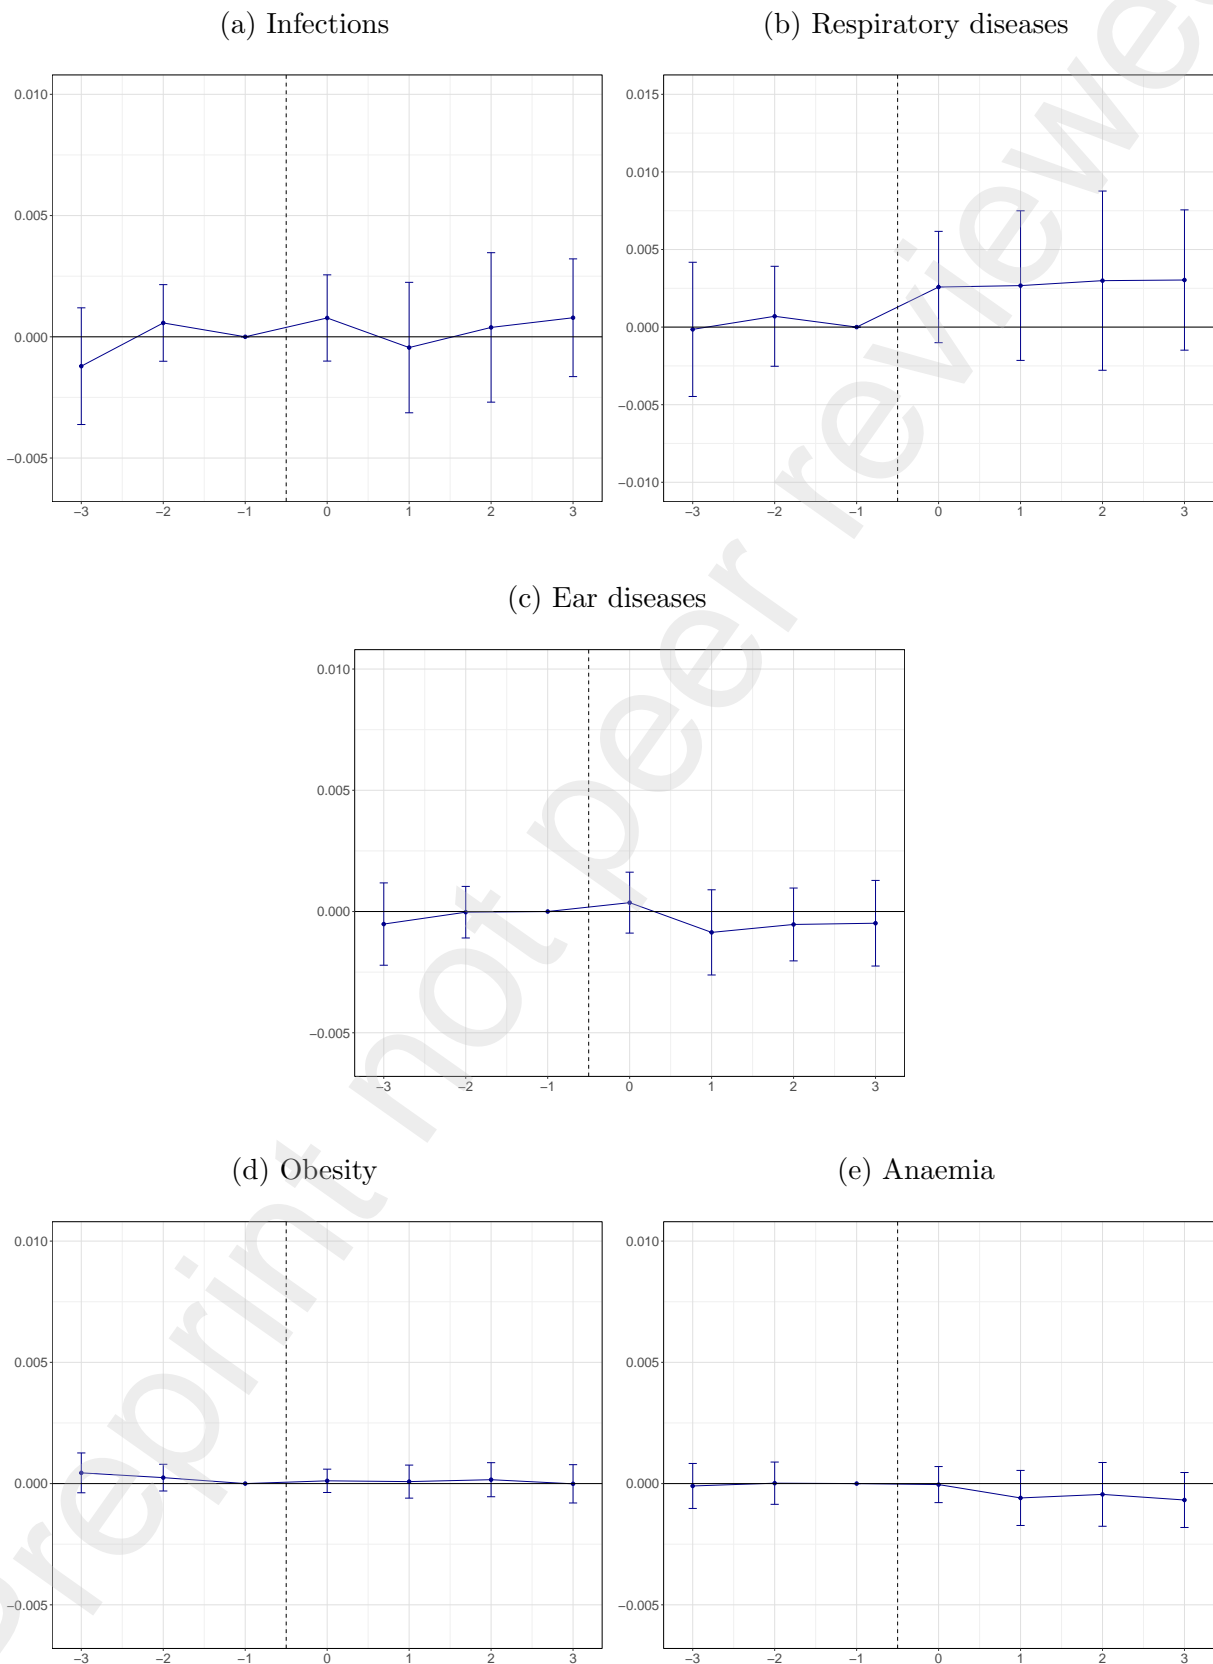 (a) Infections
(b) Respiratory diseases
0.010
0.005
0.000
−0.005
−3 −2 −1 0 1 2 3
0.015
0.010
0.005
0.000
−0.005
−0.010
−3 −2 −1 0 1 2 3
(c) Ear diseases
0.010
0.005
0.000
−0.005
−3 −2 −1 0 1 2 3
(d) Obesity
(e) Anaemia
0.010
0.005
0.000
−0.005
−3 −2 −1 0 1 2 3
0.010
0.005
0.000
−0.005
−3 −2 −1 0 1 2 3
Preprint not peer reviewed